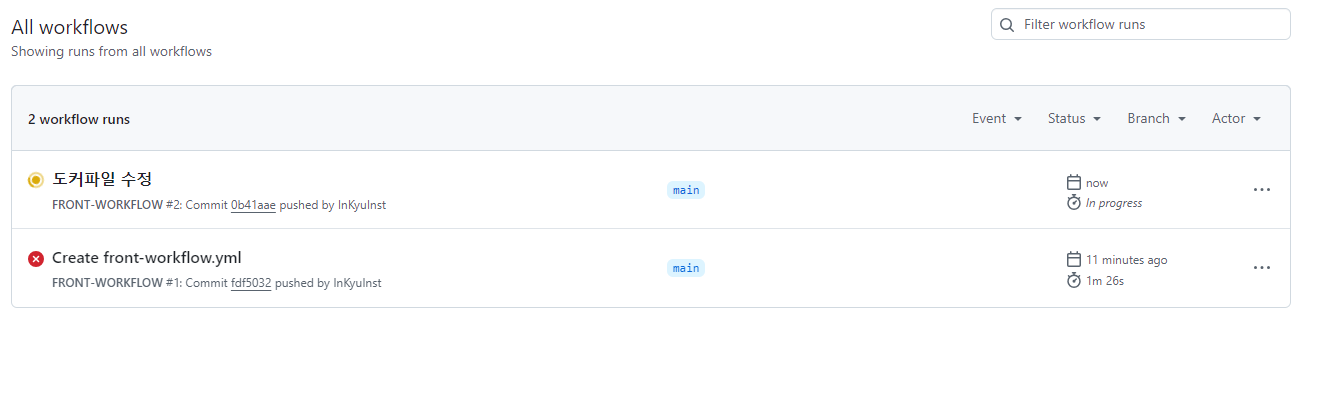 All workflows
Filter workflow runs
Showing runs from all workflows
2 workflow runs
Event Status Branch Actor
도커파일 수정
FRONT-WORKFLOW #2: Commit 0b41aae pushed by InKyuInst
main
now
In progress
Create front-workflow.yml
FRONT-WORKFLOW #1: Commit fdf5032 pushed by InKyuInst
main
11 minutes ago
1m 26s